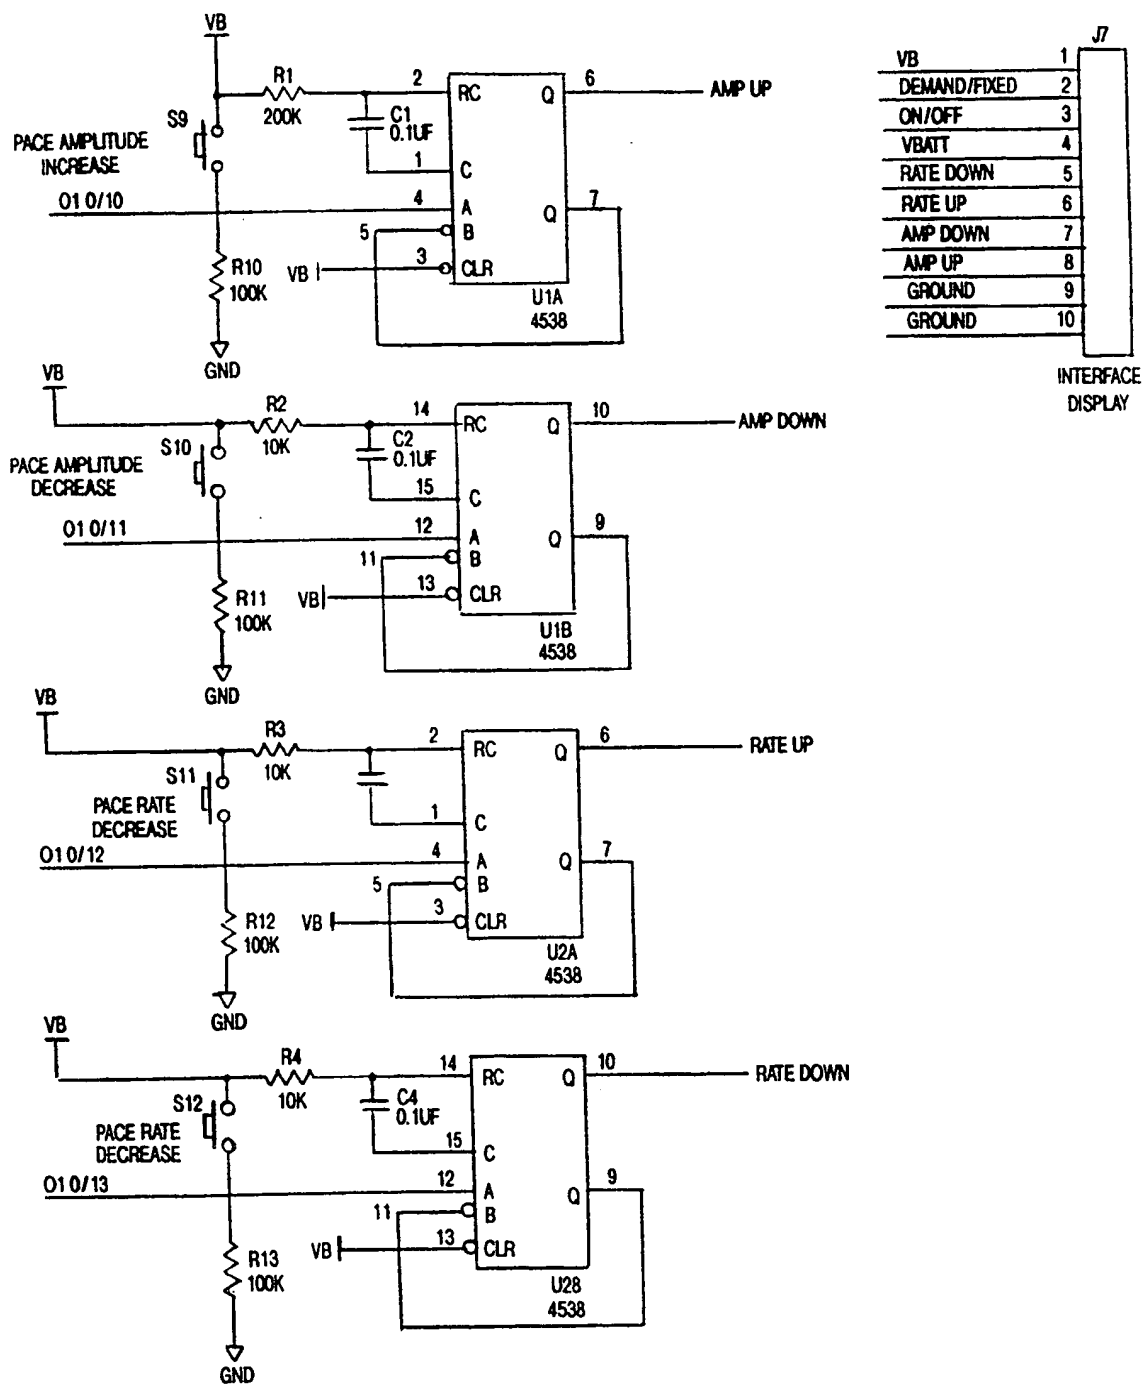 VB
R1
200K
2
RC
Q
6
AMP UP
C1
0.1UF
S9
PACE AMPLITUDE
INCREASE
1
C
O1 0/10
4
A
Q
7
5
B
R10
100K
VB
3
CLR
U1A
4538
GND
J7
VB 1
DEMAND/FIXED 2
ON/OFF 3
VBATT 4
RATE DOWN 5
RATE UP 6
AMP DOWN 7
AMP UP 8
GROUND 9
GROUND 10
INTERFACE
DISPLAY
VB
R2
10K
14
RC
Q
10
AMP DOWN
C2
0.1UF
S10
PACE AMPLITUDE
DECREASE
15
C
O1 0/11
12
A
Q
9
11
B
R11
100K
VB
13
CLR
U1B
4538
GND
VB
R3
10K
2
RC
Q
6
RATE UP
S11
PACE RATE
DECREASE
1
C
O1 0/12
4
A
Q
7
5
B
R12
100K
VB
3
CLR
U2A
4538
GND
VB
R4
10K
14
RC
Q
10
RATE DOWN
C4
0.1UF
S12
PACE RATE
DECREASE
15
C
O1 0/13
12
A
Q
9
11
B
R13
100K
VB
13
CLR
U28
4538
GND